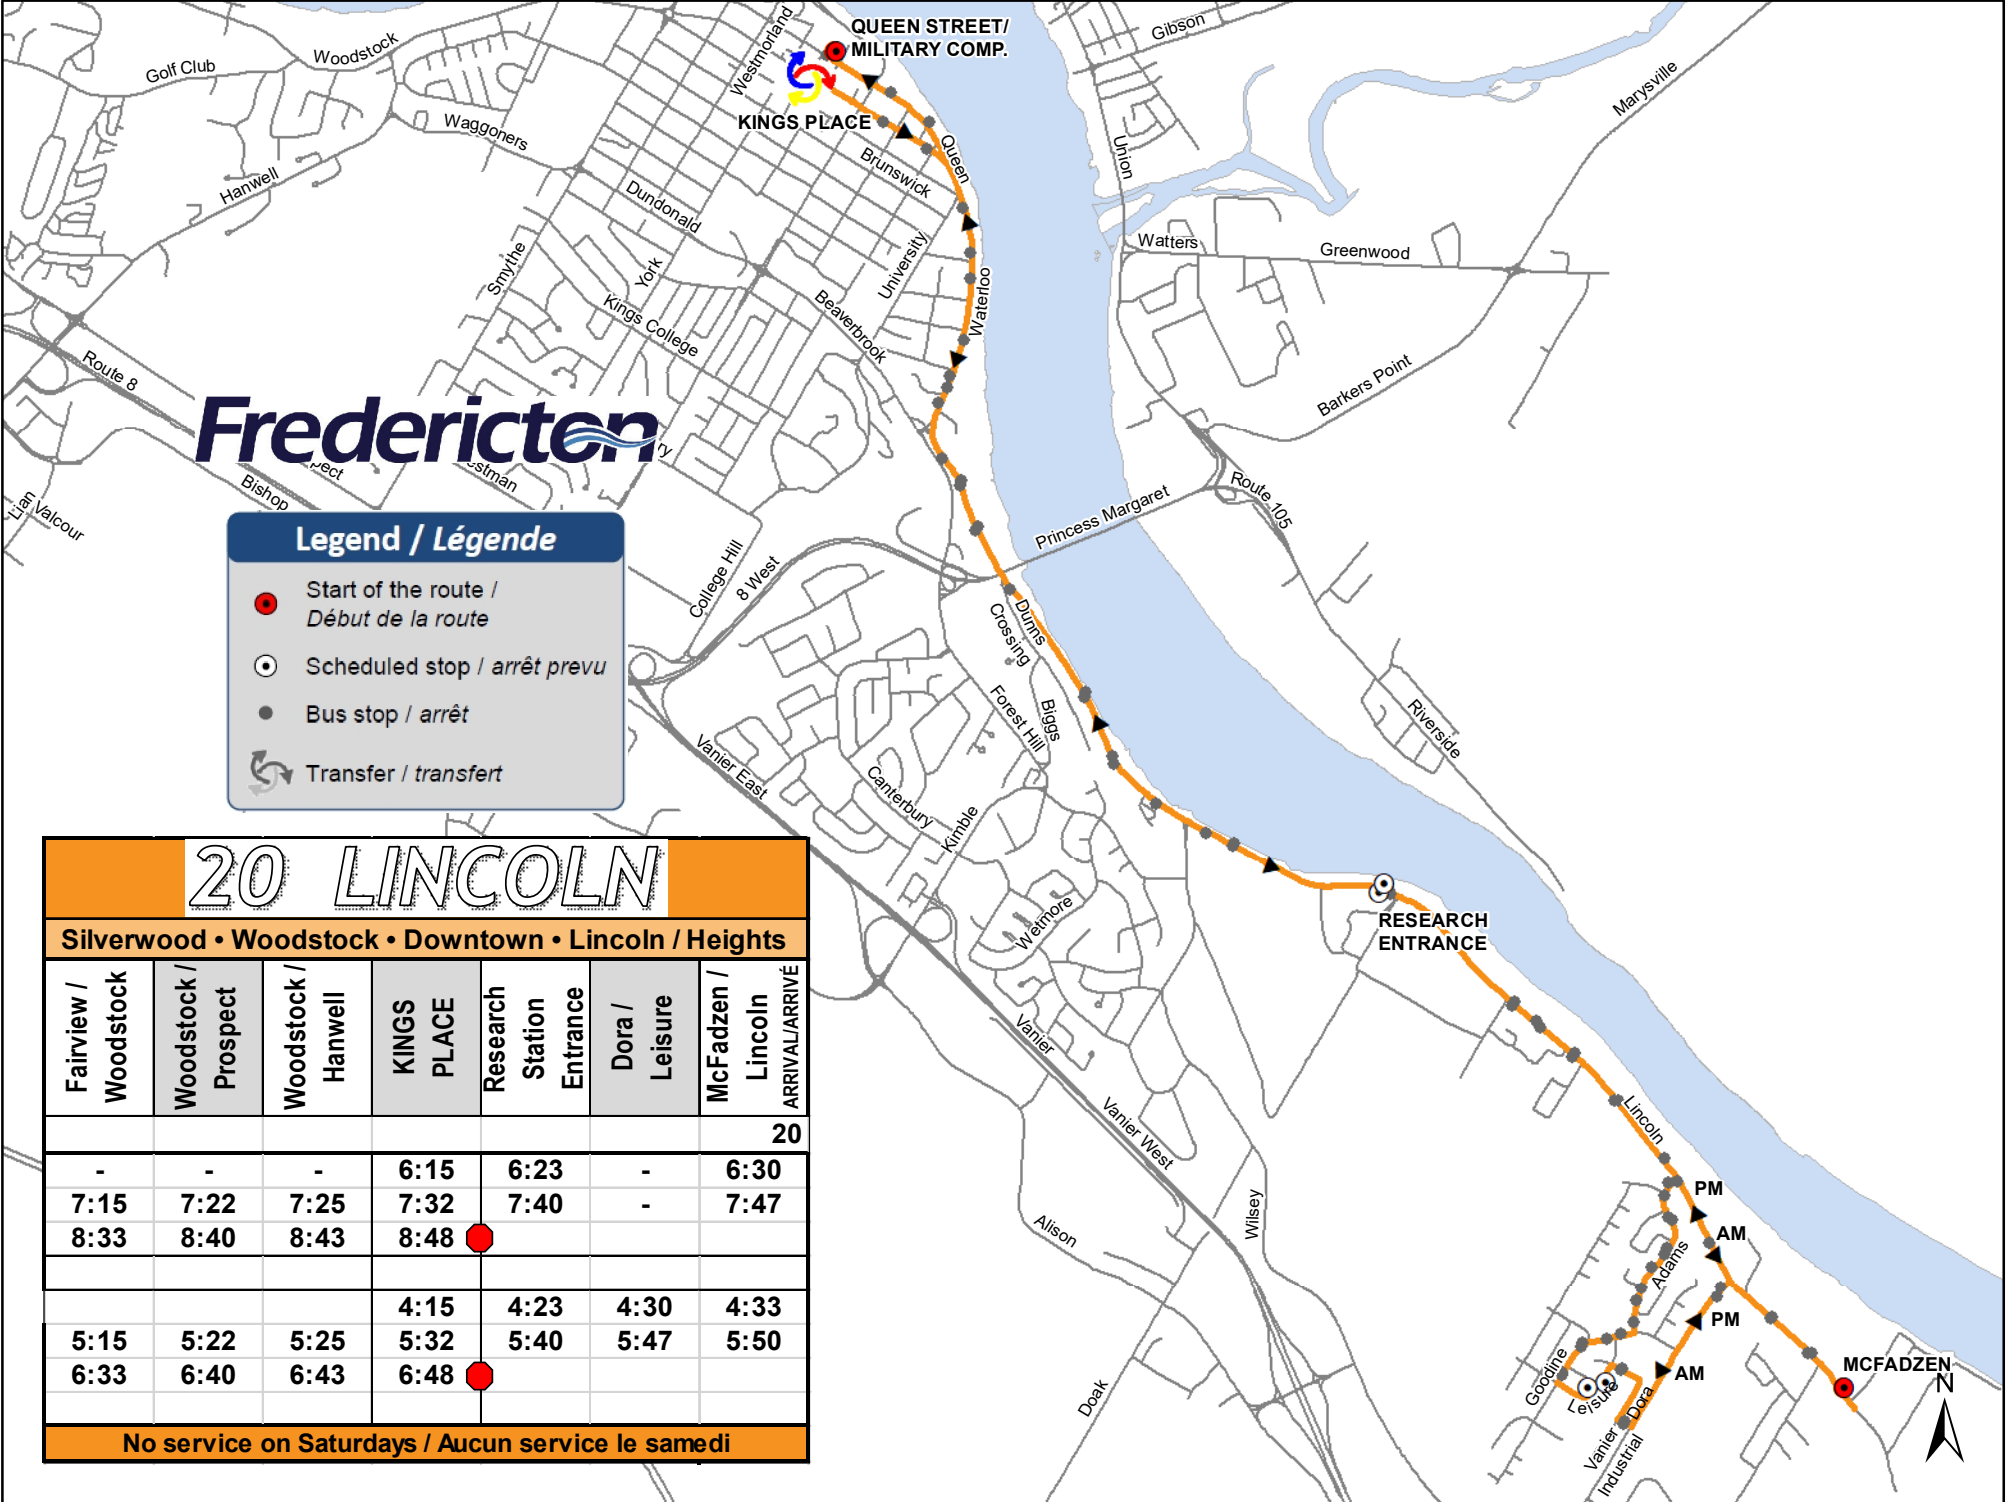 QUEEN STREET/
MILITARY COMP.
KINGS PLACE
Westmorland
Woodstock
Golf Club
Waggoners
Hanwell
Dundonald
Brunswick
Queen
Gibson
Union
Marysville
Watters
Greenwood
Smythe
York
University
Kings College
Beaverbrook
Waterloo
Barkers Point
Route 8
Fredericton
Bishop
Lian
Valcour
Princess Margaret
Route 105
College Hill
8 West
Dunns
Crossing
Forest Hill
Biggs
Riverside
Vanier East
Canterbury
Kimble
Wetmore
RESEARCH
ENTRANCE
Vanier
Vanier West
Lincoln
Wilsey
Alison
Doak
PM
AM
Adams
PM
AM
Goodine
Leisure
Dora
Vanier
Industrial
MCFADZEN
N
Legend / Légende
Start of the route /
Début de la route
Scheduled stop / arrêt prevu
Bus stop / arrêt
Transfer / transfert
20 LINCOLN
Silverwood • Woodstock • Downtown • Lincoln / Heights
Fairview / Woodstock
Woodstock / Prospect
Woodstock / Hanwell
KINGS PLACE
Research Station Entrance
Dora / Leisure
McFadzen / Lincoln ARRIVAL/ARRIVÉ
20
- - - 6:15 6:23 - 6:30
7:15 7:22 7:25 7:32 7:40 - 7:47
8:33 8:40 8:43 8:48
4:15 4:23 4:30 4:33
5:15 5:22 5:25 5:32 5:40 5:47 5:50
6:33 6:40 6:43 6:48
No service on Saturdays / Aucun service le samedi